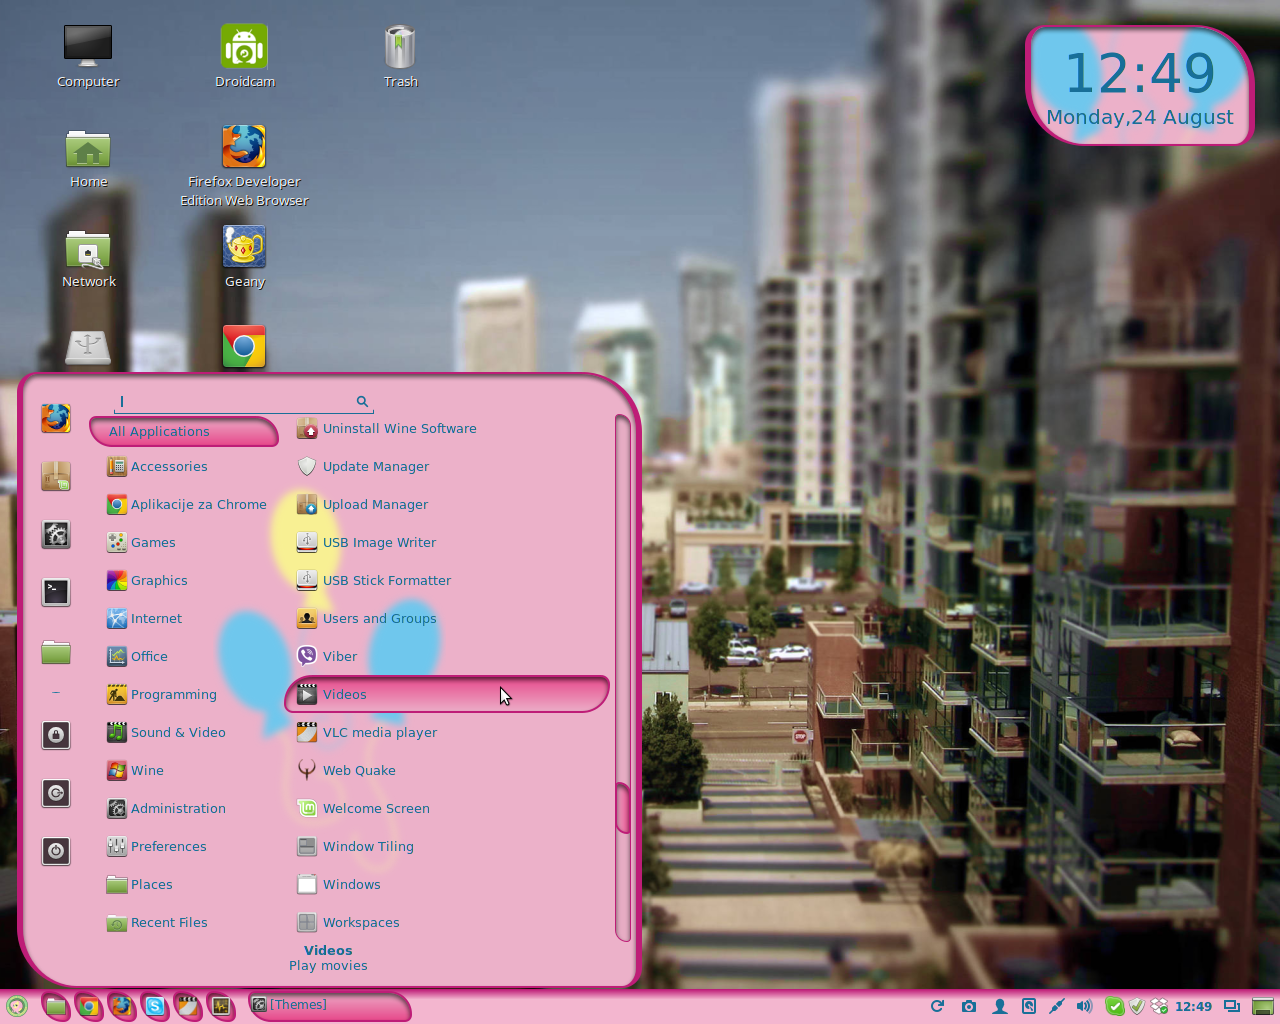 Computer
Droidcam
Trash
12:49
Monday,24 August
Home
Firefox Developer
Edition Web Browser
Network
Geany
All Applications
Accessories
Aplikacije za Chrome
Games
Graphics
Internet
Office
Programming
Sound & Video
Wine
Administration
Preferences
Places
Recent Files
Uninstall Wine Software
Update Manager
Upload Manager
USB Image Writer
USB Stick Formatter
Users and Groups
Viber
Videos
VLC media player
Web Quake
Welcome Screen
Window Tiling
Windows
Workspaces
Videos
Play movies
STOP
[Themes]
12:49